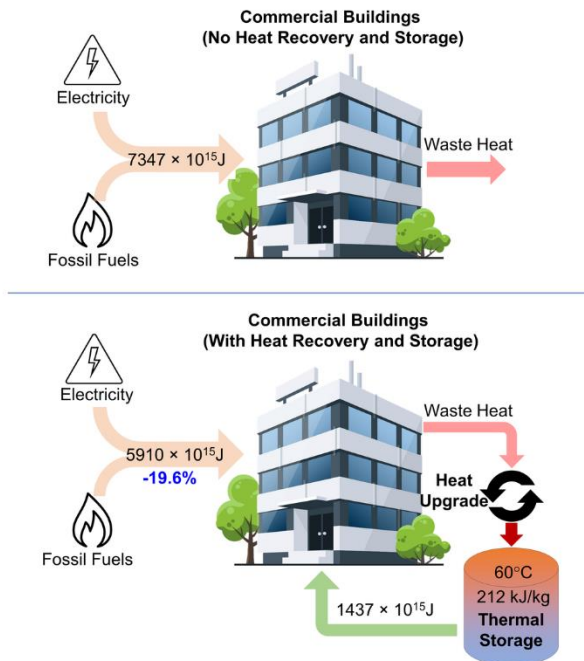 Commercial Buildings
(No Heat Recovery and Storage)
Electricity
7347 × 10¹⁵J
Waste Heat
Fossil Fuels
Commercial Buildings
(With Heat Recovery and Storage)
Electricity
Waste Heat
5910 × 10¹⁵J
-19.6%
Heat
Upgrade
Fossil Fuels
60°C
212 kJ/kg
Thermal
Storage
1437 × 10¹⁵J